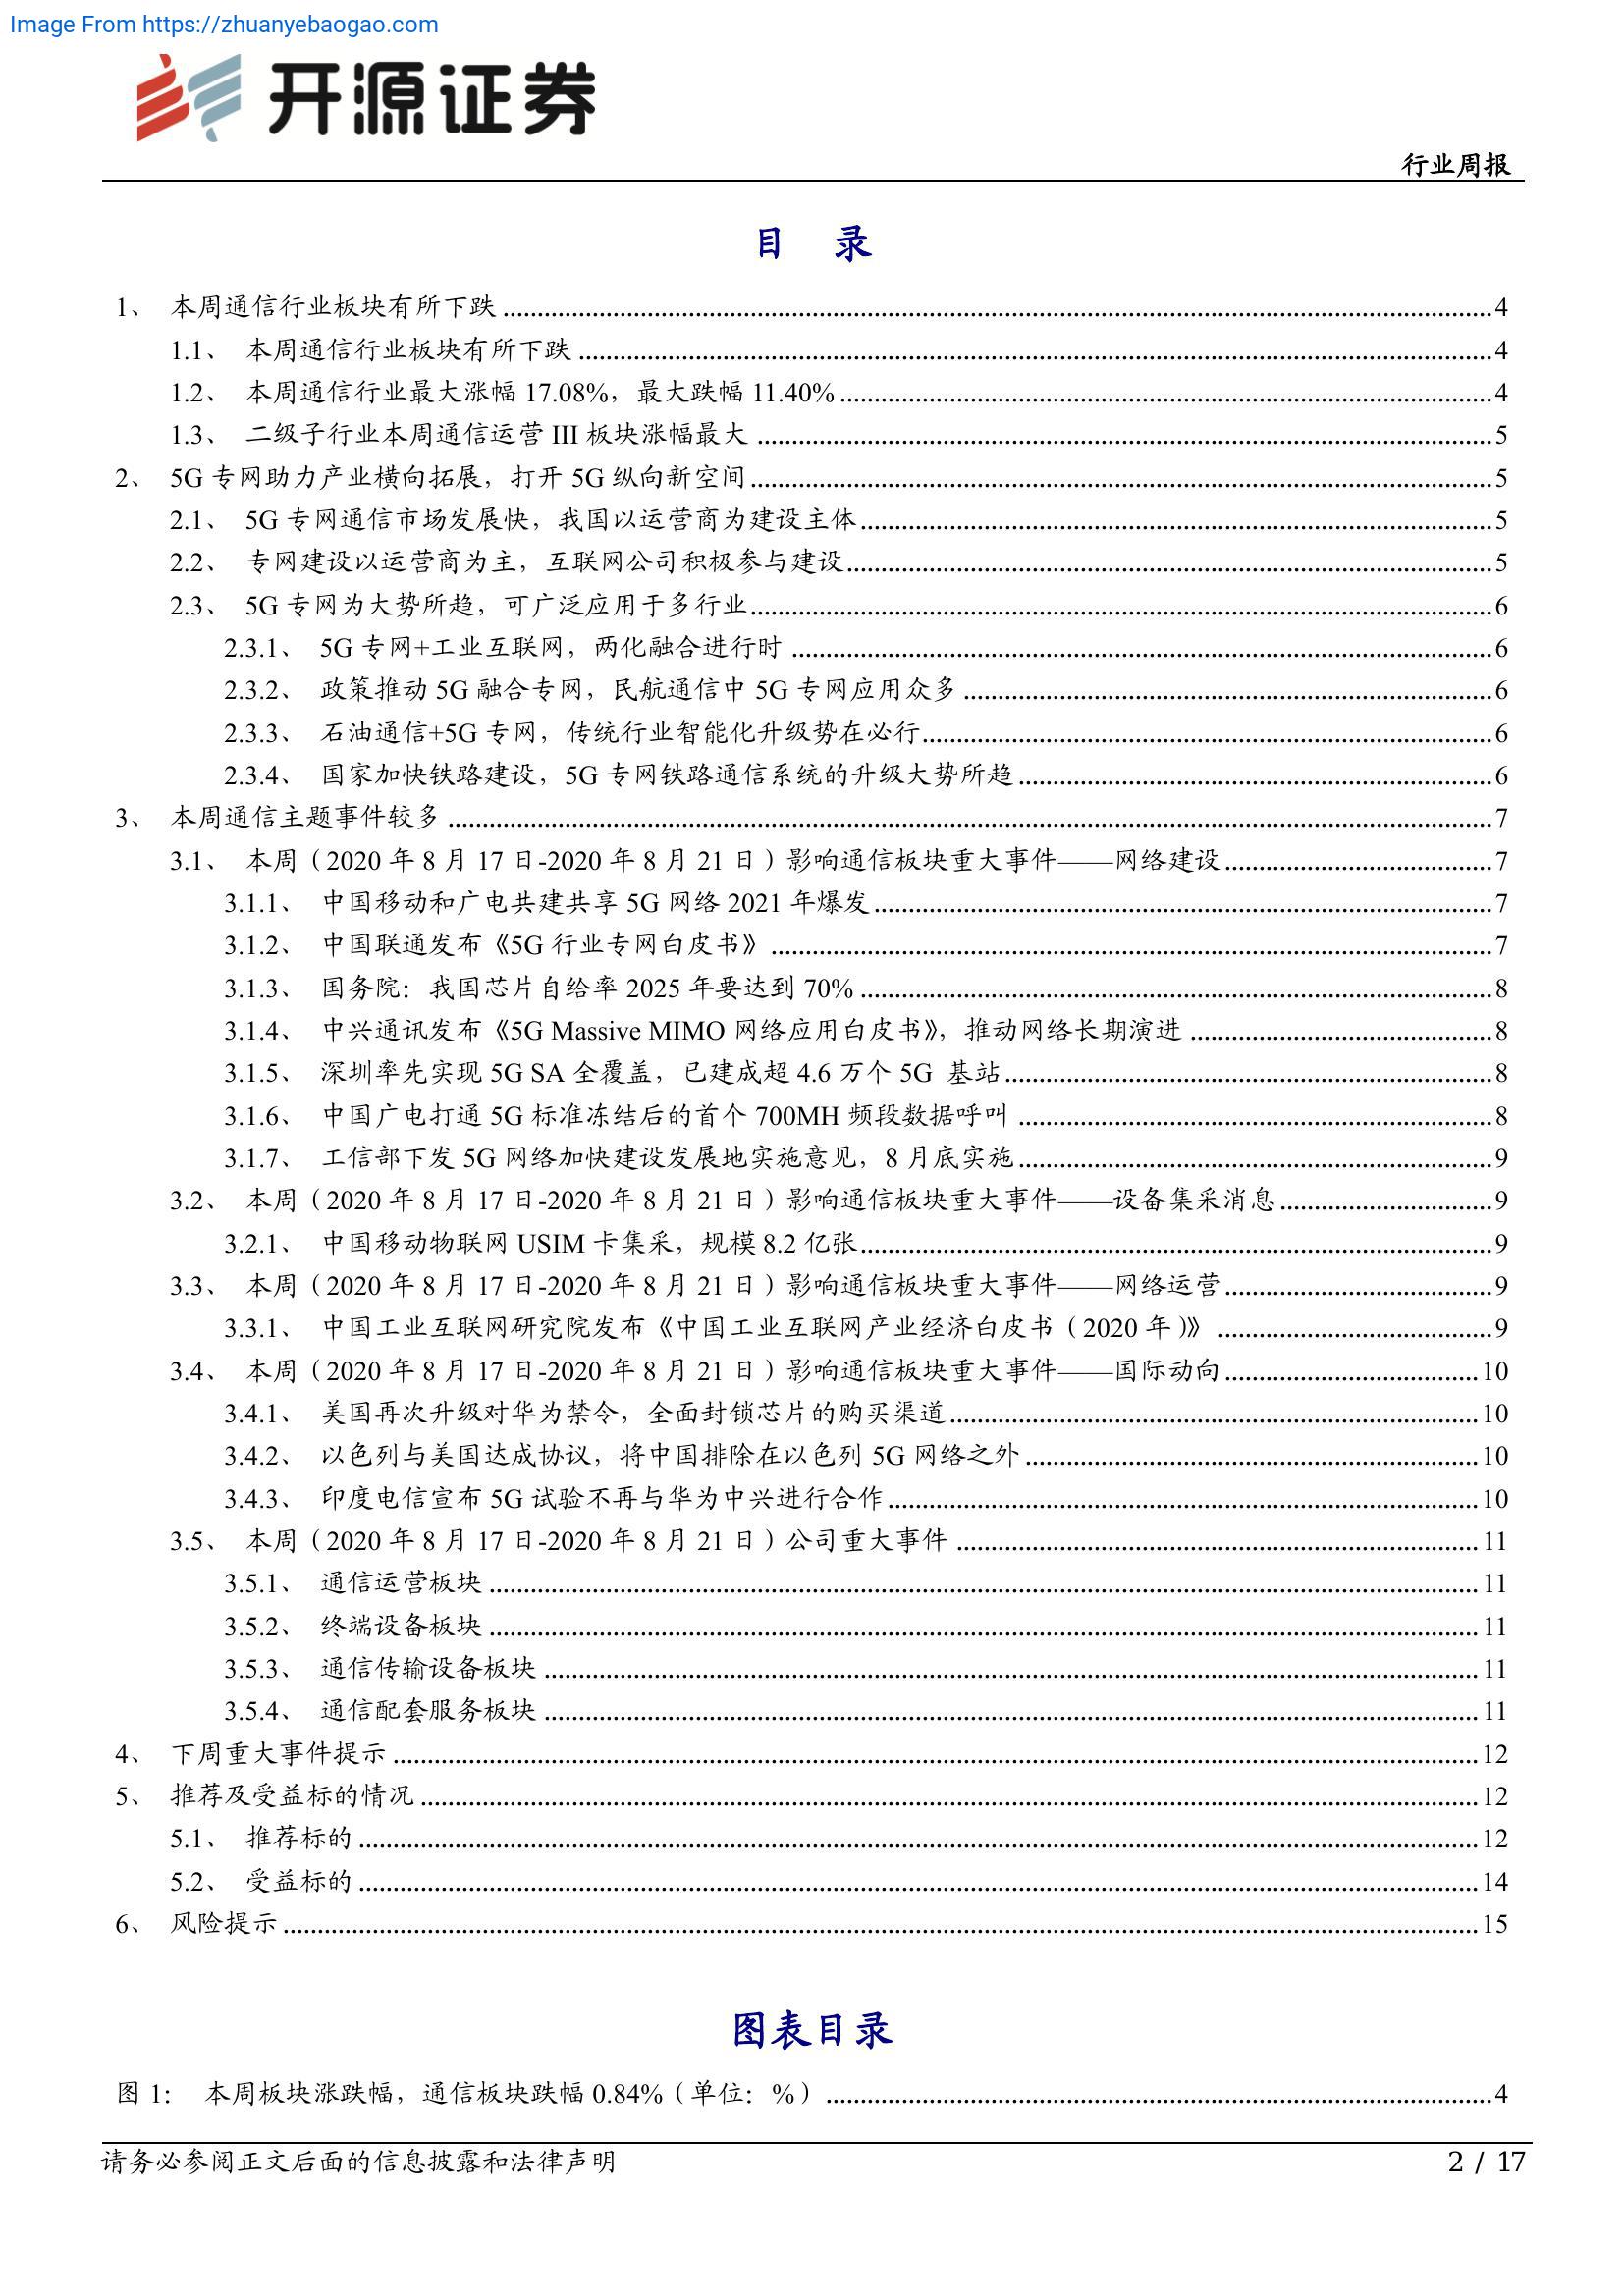 Image From https://zhuanyebaogao.com
开源证券
行业周报
目 录
1、 本周通信行业板块有所下跌 ........ 4
1.1、 本周通信行业板块有所下跌 ........ 4
1.2、 本周通信行业最大涨幅 17.08%，最大跌幅 11.40% ........ 4
1.3、 二级子行业本周通信运营 III 板块涨幅最大 ........ 5
2、 5G 专网助力产业横向拓展，打开 5G 纵向新空间 ........ 5
2.1、 5G 专网通信市场发展快，我国以运营商为建设主体 ........ 5
2.2、 专网建设以运营商为主，互联网公司积极参与建设 ........ 5
2.3、 5G 专网为大势所趋，可广泛应用于多行业 ........ 6
2.3.1、 5G 专网+工业互联网，两化融合进行时 ........ 6
2.3.2、 政策推动 5G 融合专网，民航通信中 5G 专网应用众多 ........ 6
2.3.3、 石油通信+5G 专网，传统行业智能化升级势在必行 ........ 6
2.3.4、 国家加快铁路建设，5G 专网铁路通信系统的升级大势所趋 ........ 6
3、 本周通信主题事件较多 ........ 7
3.1、 本周（2020 年 8 月 17 日-2020 年 8 月 21 日）影响通信板块重大事件——网络建设 ........ 7
3.1.1、 中国移动和广电共建共享 5G 网络 2021 年爆发 ........ 7
3.1.2、 中国联通发布《5G 行业专网白皮书》 ........ 7
3.1.3、 国务院：我国芯片自给率 2025 年要达到 70% ........ 8
3.1.4、 中兴通讯发布《5G Massive MIMO 网络应用白皮书》，推动网络长期演进 ........ 8
3.1.5、 深圳率先实现 5G SA 全覆盖，已建成超 4.6 万个 5G 基站 ........ 8
3.1.6、 中国广电打通 5G 标准冻结后的首个 700MH 频段数据呼叫 ........ 8
3.1.7、 工信部下发 5G 网络加快建设发展地实施意见，8 月底实施 ........ 9
3.2、 本周（2020 年 8 月 17 日-2020 年 8 月 21 日）影响通信板块重大事件——设备集采消息 ........ 9
3.2.1、 中国移动物联网 USIM 卡集采，规模 8.2 亿张 ........ 9
3.3、 本周（2020 年 8 月 17 日-2020 年 8 月 21 日）影响通信板块重大事件——网络运营 ........ 9
3.3.1、 中国工业互联网研究院发布《中国工业互联网产业经济白皮书（2020 年）》 ........ 9
3.4、 本周（2020 年 8 月 17 日-2020 年 8 月 21 日）影响通信板块重大事件——国际动向 ........ 10
3.4.1、 美国再次升级对华为禁令，全面封锁芯片的购买渠道 ........ 10
3.4.2、 以色列与美国达成协议，将中国排除在以色列 5G 网络之外 ........ 10
3.4.3、 印度电信宣布 5G 试验不再与华为中兴进行合作 ........ 10
3.5、 本周（2020 年 8 月 17 日-2020 年 8 月 21 日）公司重大事件 ........ 11
3.5.1、 通信运营板块 ........ 11
3.5.2、 终端设备板块 ........ 11
3.5.3、 通信传输设备板块 ........ 11
3.5.4、 通信配套服务板块 ........ 11
4、 下周重大事件提示 ........ 12
5、 推荐及受益标的情况 ........ 12
5.1、 推荐标的 ........ 12
5.2、 受益标的 ........ 14
6、 风险提示 ........ 15
图表目录
图 1： 本周板块涨跌幅，通信板块跌幅 0.84%（单位：%） ........ 4
请务必参阅正文后面的信息披露和法律声明
2 / 17